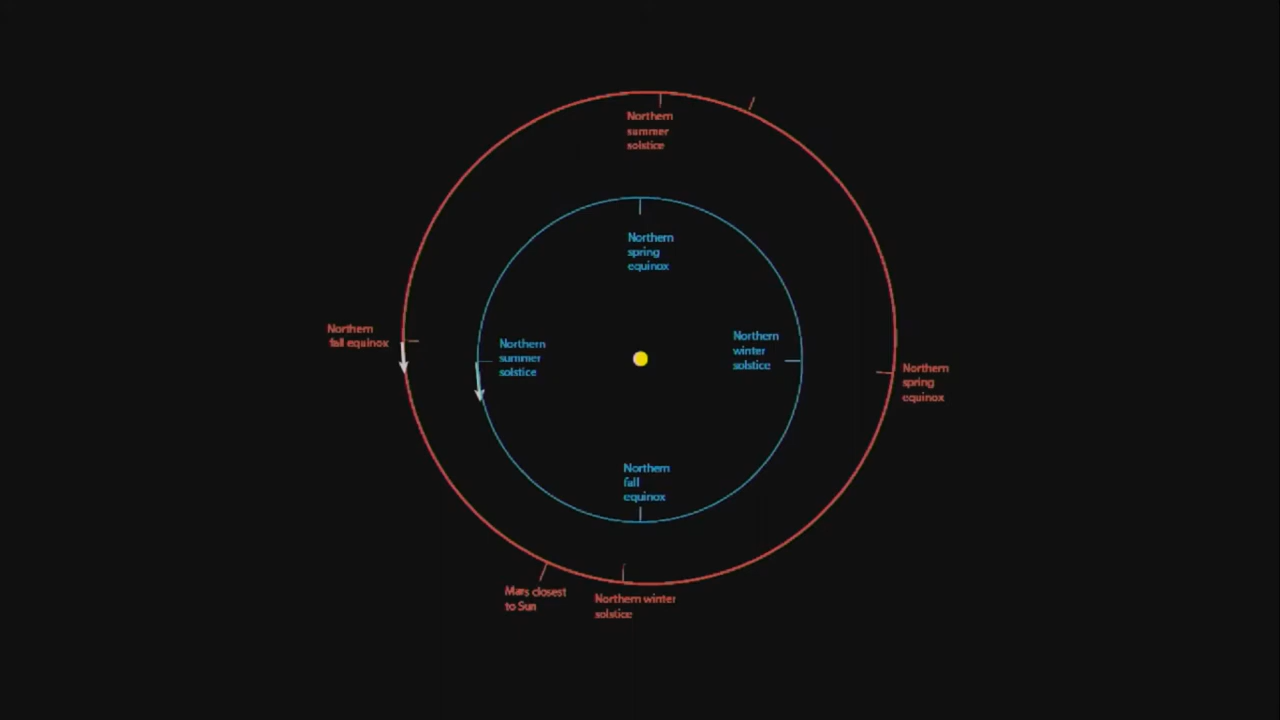 Northern
summer
solstice
Northern
spring
equinox
Northern
fall equinox
Northern
summer
solstice
Northern
winter
solstice
Northern
spring
equinox
Northern
fall
equinox
Mars closest
to Sun
Northern winter
solstice